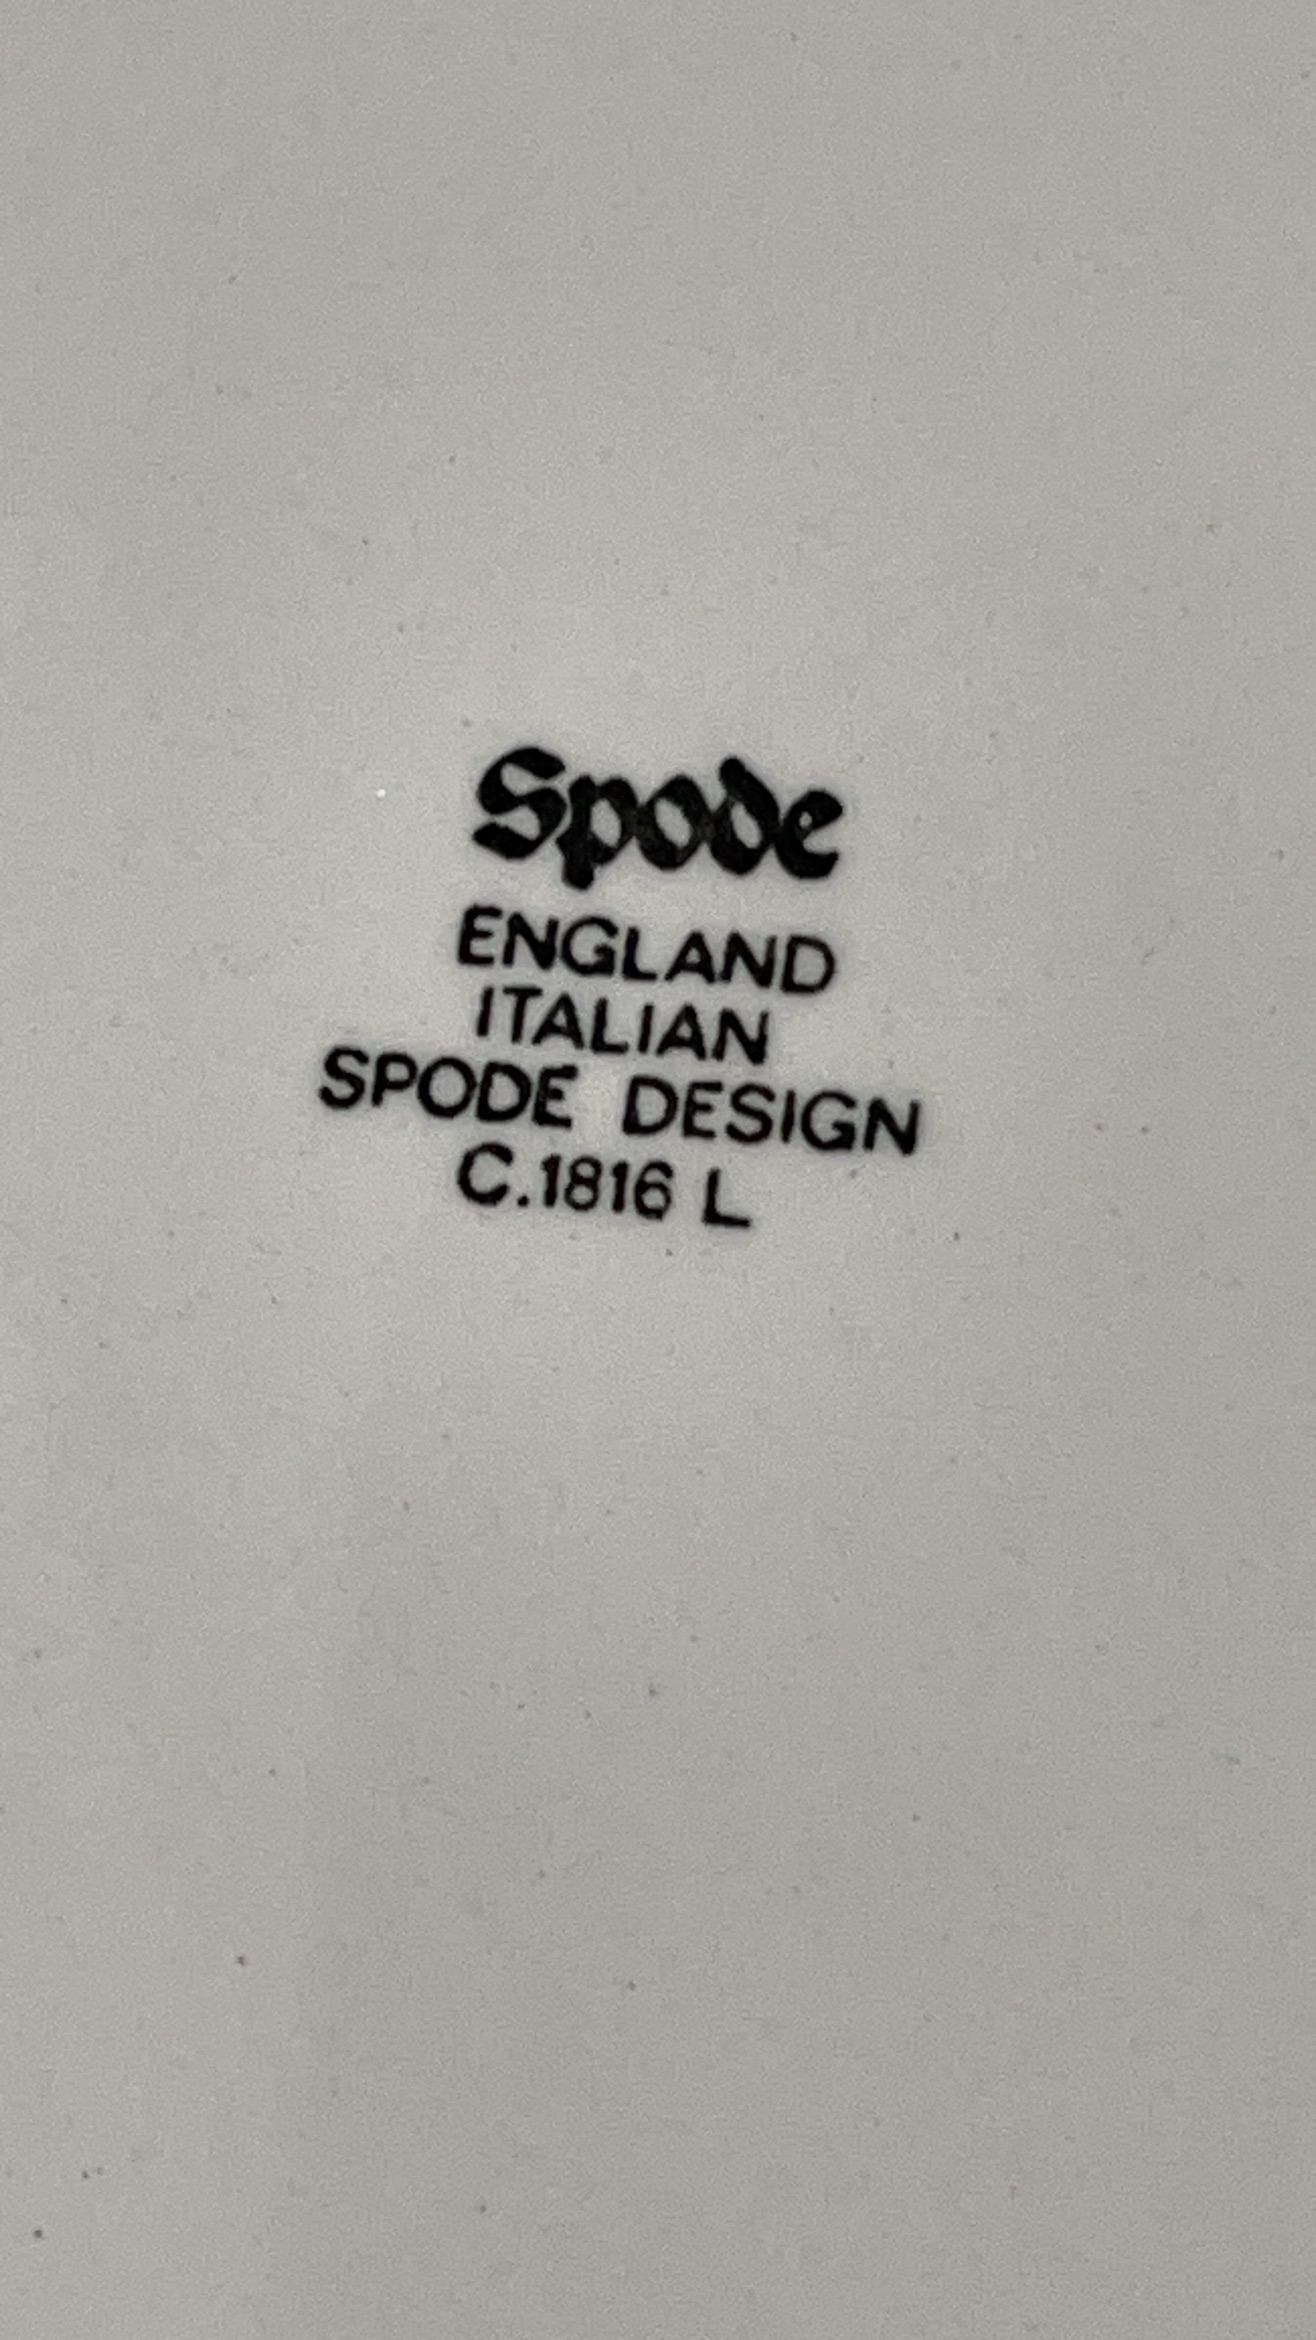 Spode
ENGLAND
ITALIAN
SPODE DESIGN
C.1816 L